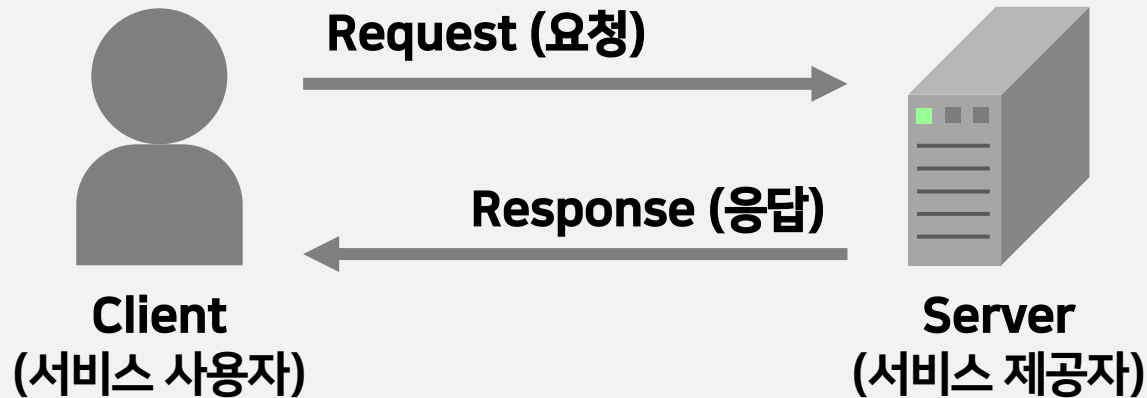 Request (요청)
Response (응답)
Client
(서비스 사용자)
Server
(서비스 제공자)